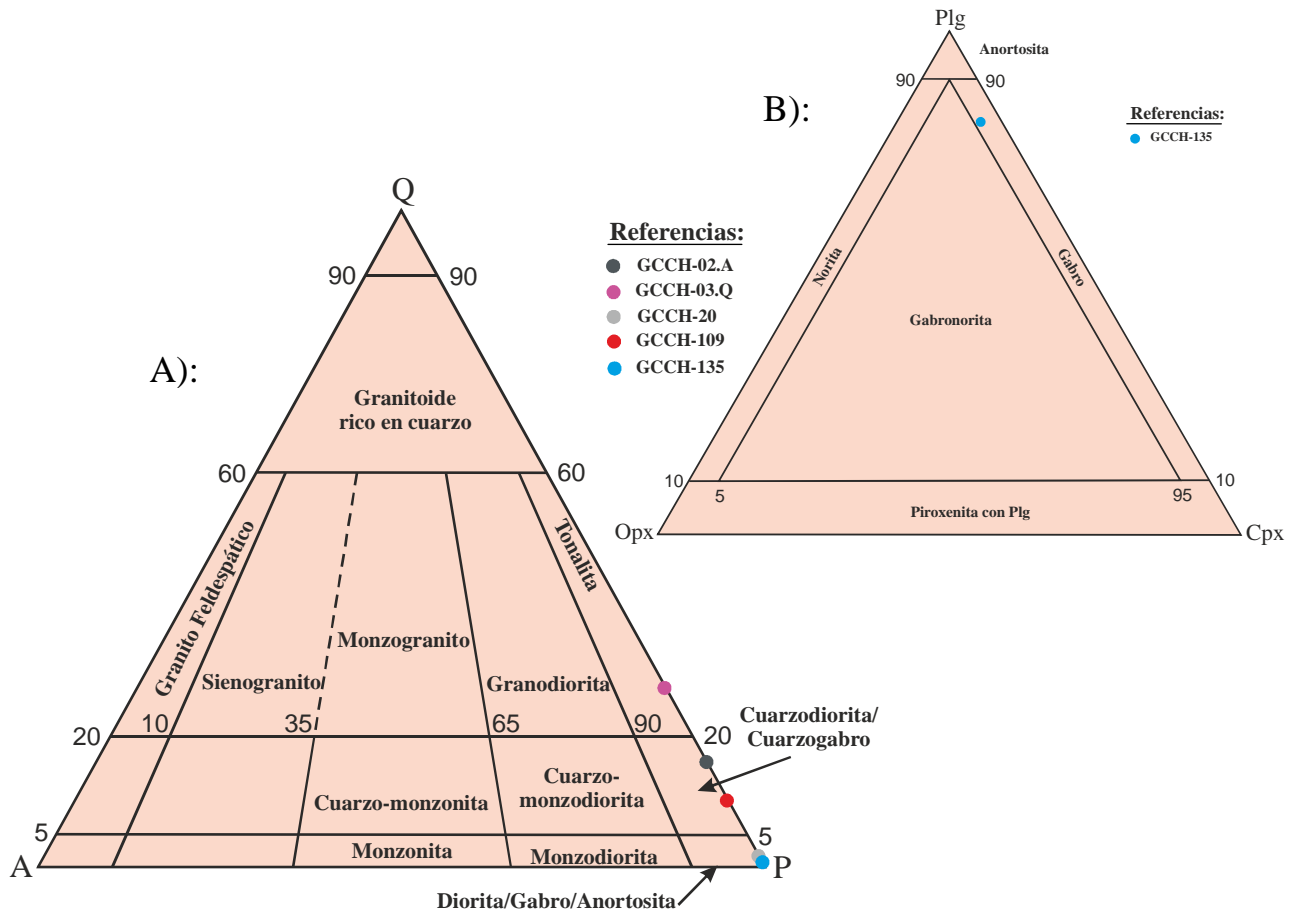 A):
Q
90
90
Granitoide
rico en cuarzo
60
60
Granito Feldespático
Tonalita
Monzogranito
Sienogranito
Granodiorita
20
10
35
65
90
20
Cuarzodiorita/
Cuarzogabro
Cuarzo-monzonita
Cuarzo-
monzodiorita
5
5
Monzonita
Monzodiorita
A
P
Diorita/Gabro/Anortosita
Referencias:
GCCH-02.A
GCCH-03.Q
GCCH-20
GCCH-109
GCCH-135
B):
Plg
Anortosita
90
90
Norita
Gabro
Gabronorita
10
10
5
95
Piroxenita con Plg
Opx
Cpx
Referencias:
GCCH-135